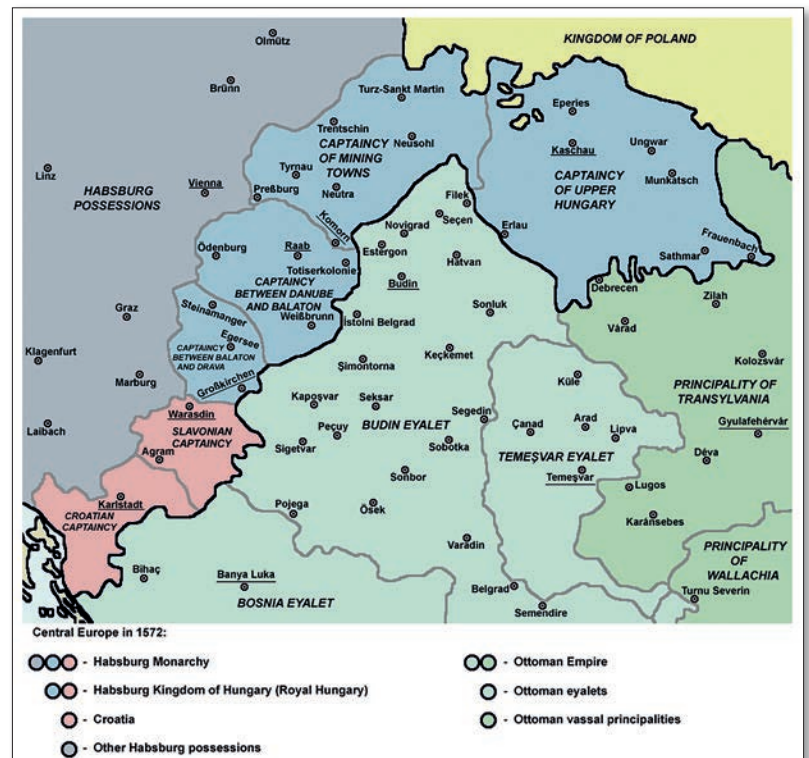 KINGDOM OF POLAND
Olmütz
Brünn
Turz-Sankt Martin
Eperies
Trentschin
Neusohl
CAPTAINCY
OF MINING
TOWNS
Ungwar
Kaschau
Linz
Tyrnau
Vienna
HABSBURG
POSSESSIONS
Preßburg
Neutra
CAPTAINCY
OF UPPER
HUNGARY
Munkatsch
Filek
Seçen
Komorn
Novigrad
Erlau
Frauenbach
Ödenburg
Raab
Estergon
Hatvan
Sathmar
Totiserkolonie
CAPTAINCY
BETWEEN DANUBE
AND BALATON
Budin
Debrecen
Zilah
Steinamanger
Weißbrunn
İstolni Belgrad
Sonluk
Várad
Graz
Egersee
CAPTAINCY
BETWEEN BALATON
AND DRAVA
Keçkemet
Kolozsvár
Klagenfurt
Şimontorna
Marburg
Großkirchen
Küle
PRINCIPALITY OF
TRANSYLVANIA
Kapoşvar
Seksar
Warasdin
Segedin
Gyulafehérvár
Laibach
SLAVONIAN
CAPTAINCY
BUDIN EYALET
Peçuy
Çanad
Arad
Lipva
Agram
Sigetvar
Sobotka
TEMEŞVAR EYALET
Déva
Temeşvar
Sonbor
Lugos
Karlstadt
Ösek
Pojega
CROATIAN
CAPTAINCY
Karánsebes
Varadin
PRINCIPALITY
OF
WALLACHIA
Bihaç
Banya Luka
Belgrad
Turnu Severin
BOSNIA EYALET
Semendire
Central Europe in 1572:
- Habsburg Monarchy
- Habsburg Kingdom of Hungary (Royal Hungary)
- Croatia
- Other Habsburg possessions
- Ottoman Empire
- Ottoman eyalets
- Ottoman vassal principalities